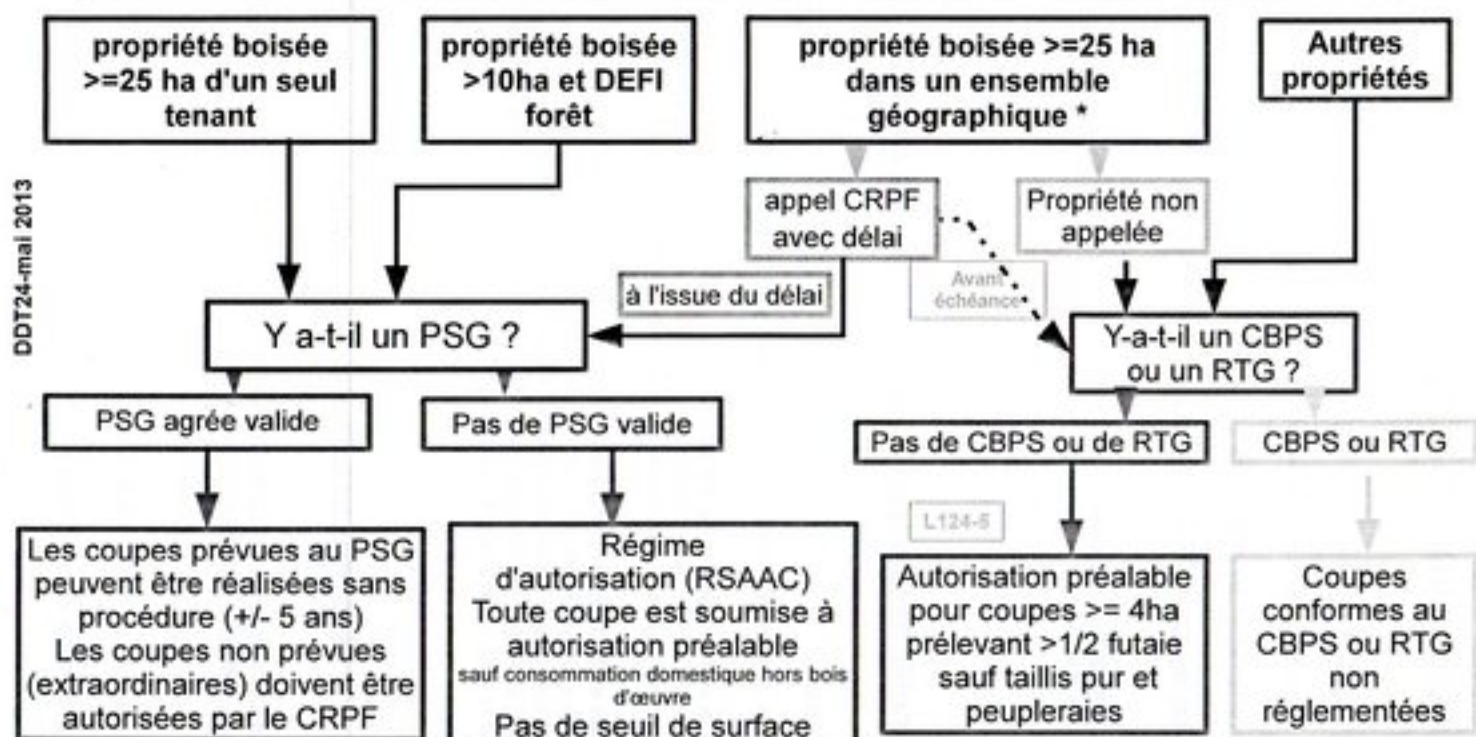 propriété boisée
>=25 ha d'un seul
tenant
propriété boisée
>10ha et DEFI
forêt
propriété boisée >=25 ha
dans un ensemble
géographique *
Autres
propriétés
DDT24-mai 2013
appel CRPF
avec délai
Propriété non
appelée
à l'issue du délai
Avant
échéance
Y a-t-il un PSG ?
Y-a-t-il un CBPS
ou un RTG ?
PSG agrée valide
Pas de PSG valide
Pas de CBPS ou de RTG
CBPS ou RTG
L124-5
Les coupes prévues au PSG
peuvent être réalisées sans
procédure (+/- 5 ans)
Les coupes non prévues
(extraordinaires) doivent être
autorisées par le CRPF
Régime
d'autorisation (RSAAC)
Toute coupe est soumise à
autorisation préalable
sauf consommation domestique hors bois
d'œuvre
Pas de seuil de surface
Autorisation préalable
pour coupes >= 4ha
prélevant >1/2 futaie
sauf taillis pur et
peupleraies
Coupes
conformes au
CBPS ou RTG
non
réglementées